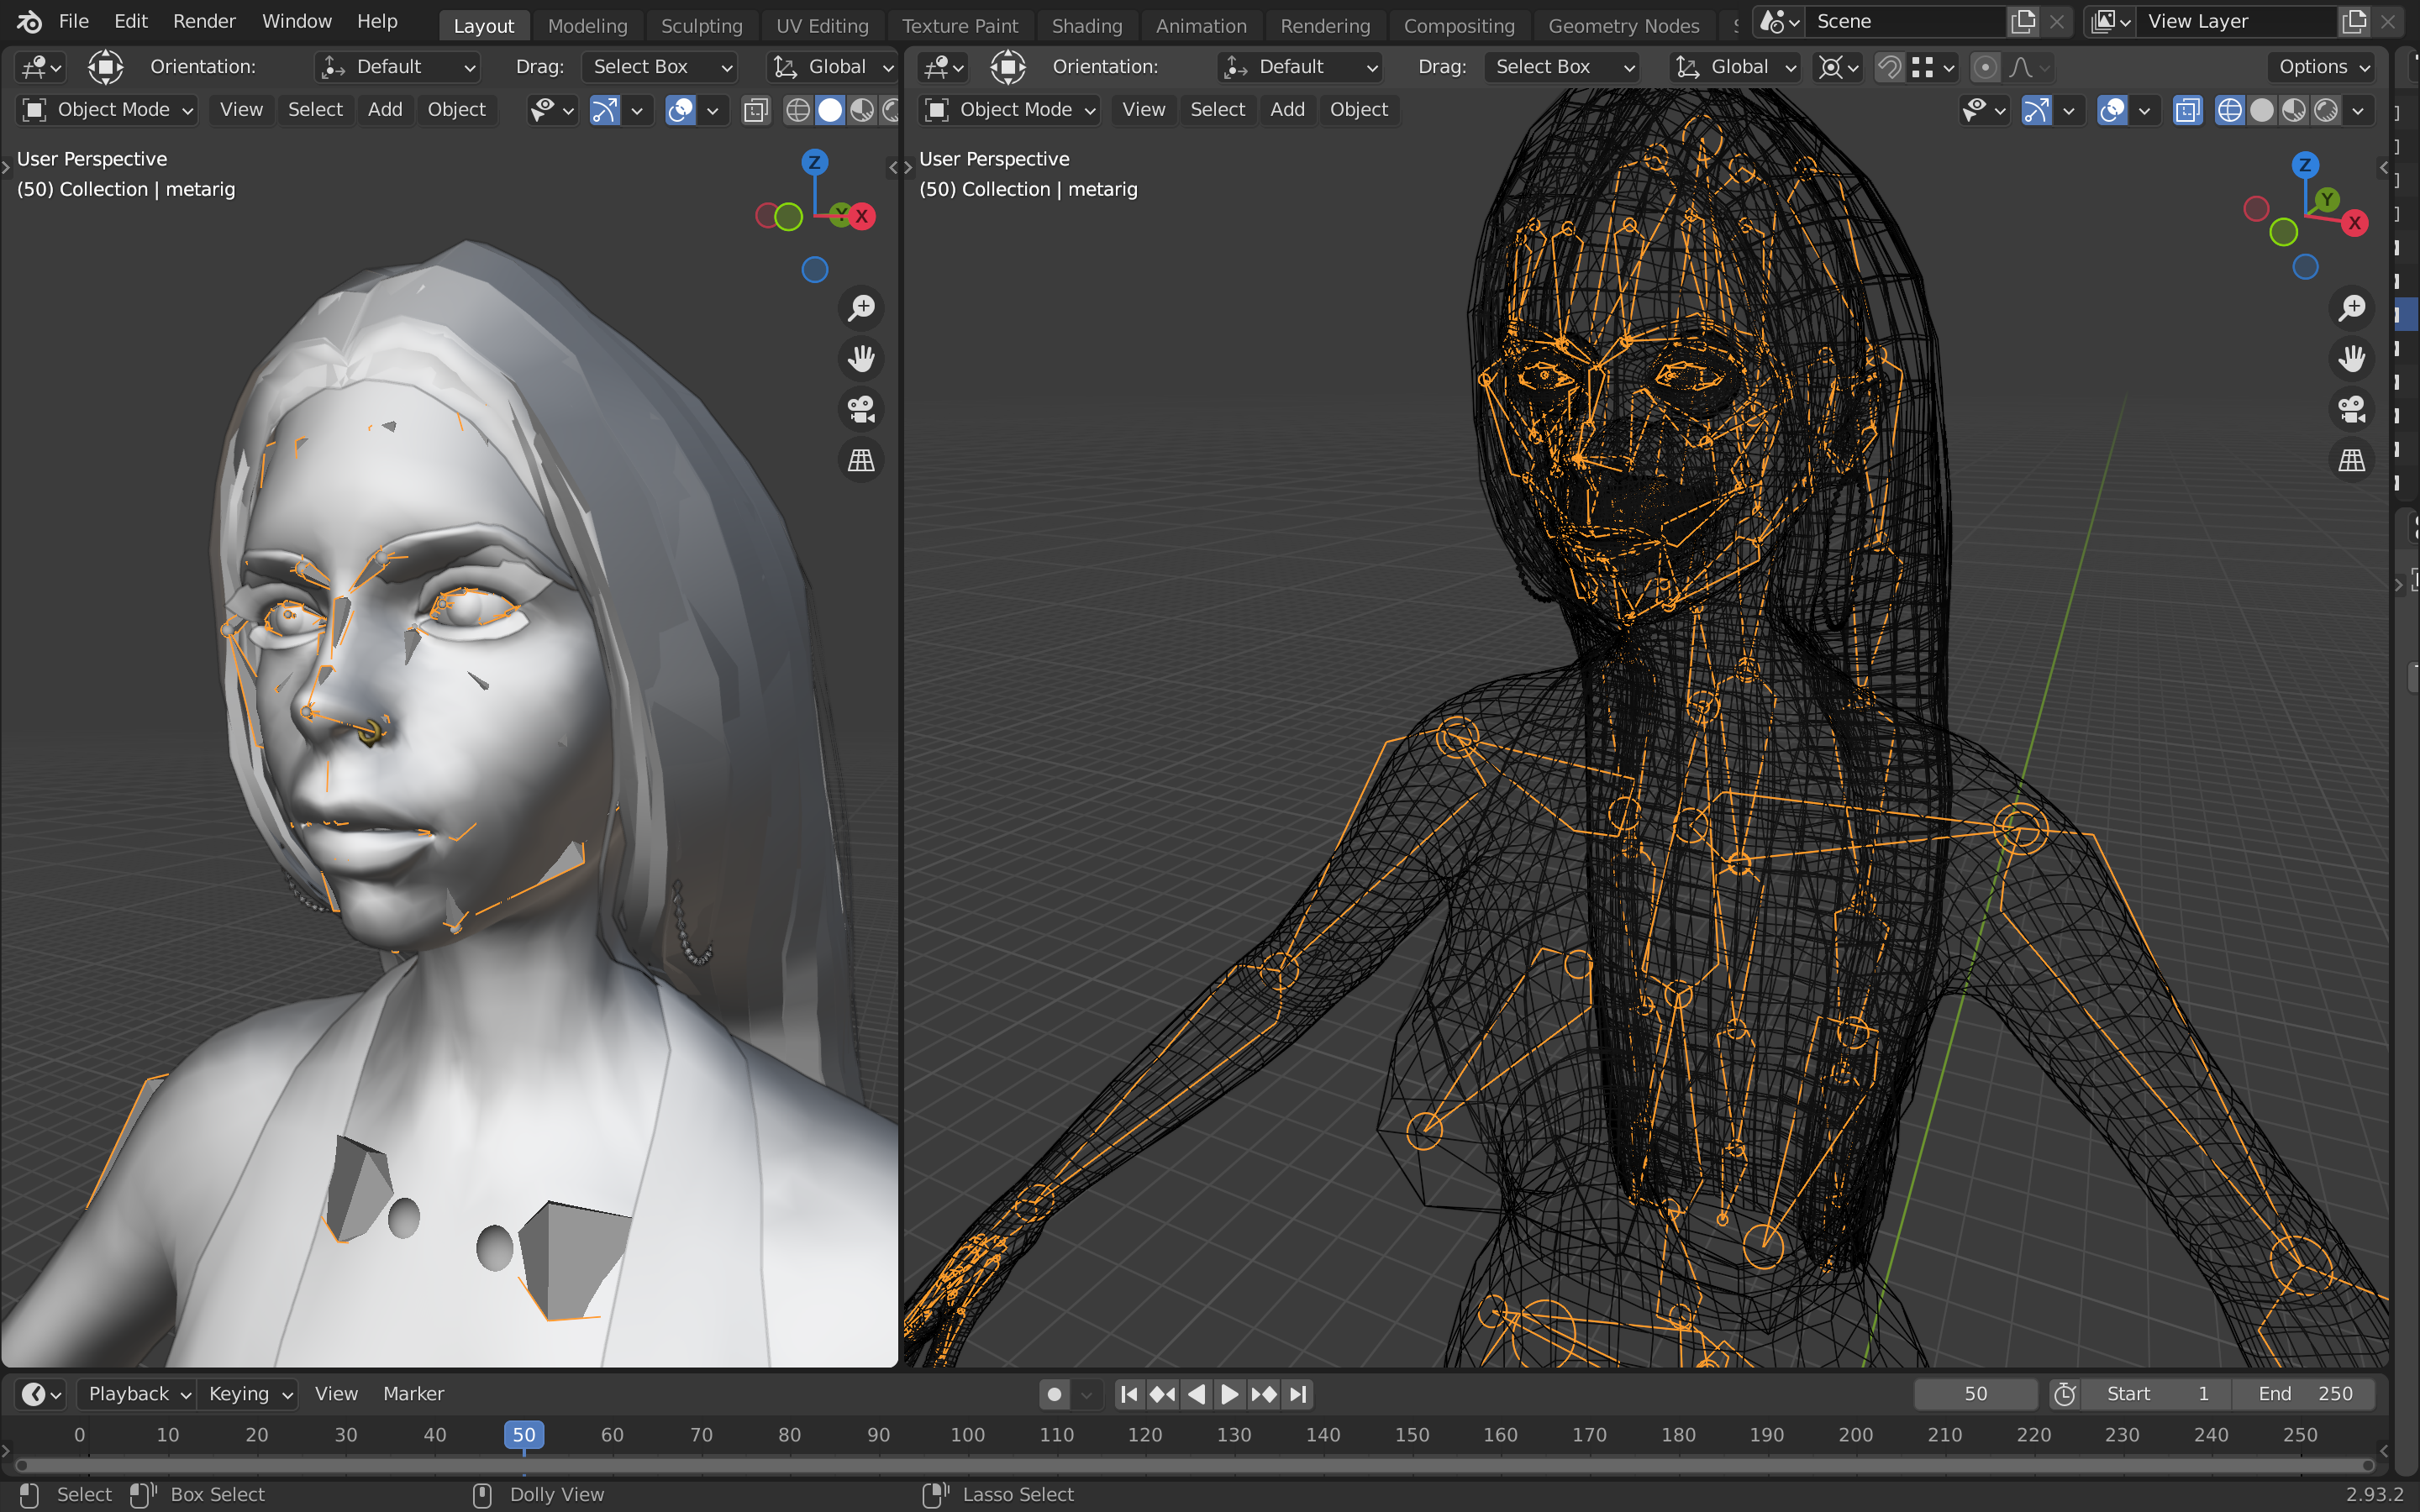 File Edit Render Window Help Layout Modeling Sculpting UV Editing Texture Paint Shading Animation Rendering Compositing Geometry Nodes Scene View Layer
Orientation: Default Drag: Select Box Global Orientation: Default Drag: Select Box Global Options
Object Mode View Select Add Object Object Mode View Select Add Object
User Perspective
(50) Collection | metarig
Z
Y
X
User Perspective
(50) Collection | metarig
Z
Y
X
Playback Keying View Marker 50 Start 1 End 250
0 10 20 30 40 50 60 70 80 90 100 110 120 130 140 150 160 170 180 190 200 210 220 230 240 250
Select Box Select Dolly View Lasso Select 2.93.2